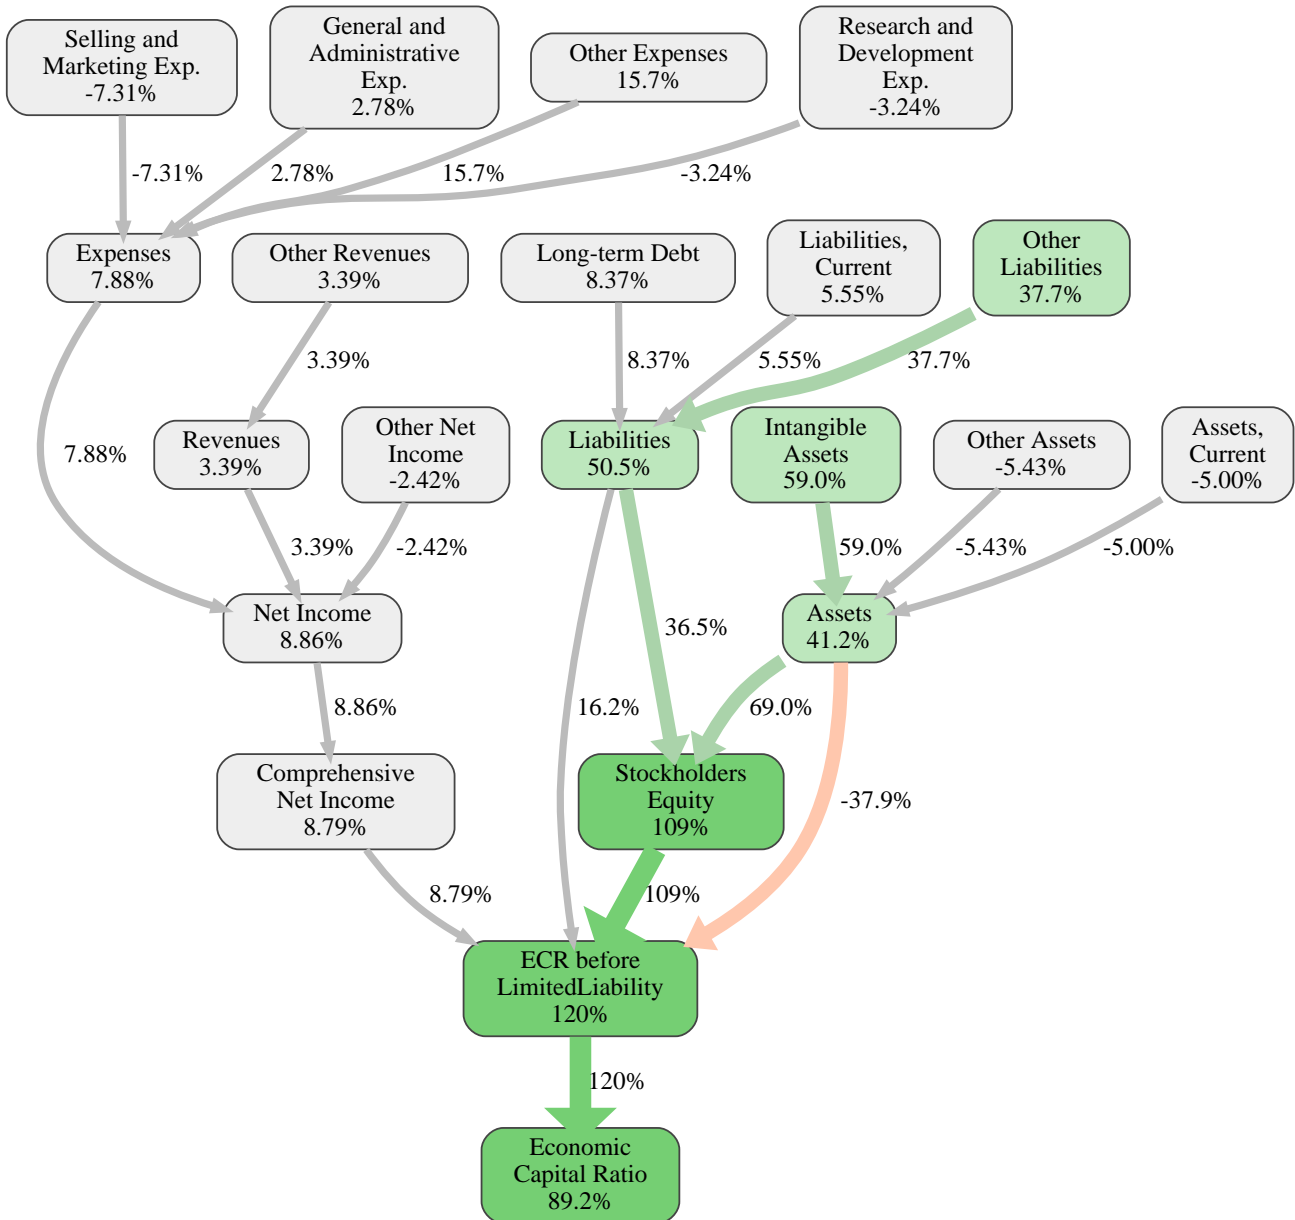 Selling and
Marketing Exp.
-7.31%
General and
Administrative
Exp.
2.78%
Other Expenses
15.7%
Research and
Development
Exp.
-3.24%
-7.31%
2.78%
15.7%
-3.24%
Expenses
7.88%
Other Revenues
3.39%
Long-term Debt
8.37%
Liabilities,
Current
5.55%
Other
Liabilities
37.7%
3.39%
8.37%
5.55%
37.7%
7.88%
Revenues
3.39%
Other Net
Income
-2.42%
Liabilities
50.5%
Intangible
Assets
59.0%
Other Assets
-5.43%
Assets,
Current
-5.00%
3.39%
-2.42%
59.0%
-5.43%
-5.00%
Net Income
8.86%
36.5%
Assets
41.2%
8.86%
16.2%
69.0%
Comprehensive
Net Income
8.79%
Stockholders
Equity
109%
-37.9%
8.79%
109%
ECR before
LimitedLiability
120%
120%
Economic
Capital Ratio
89.2%